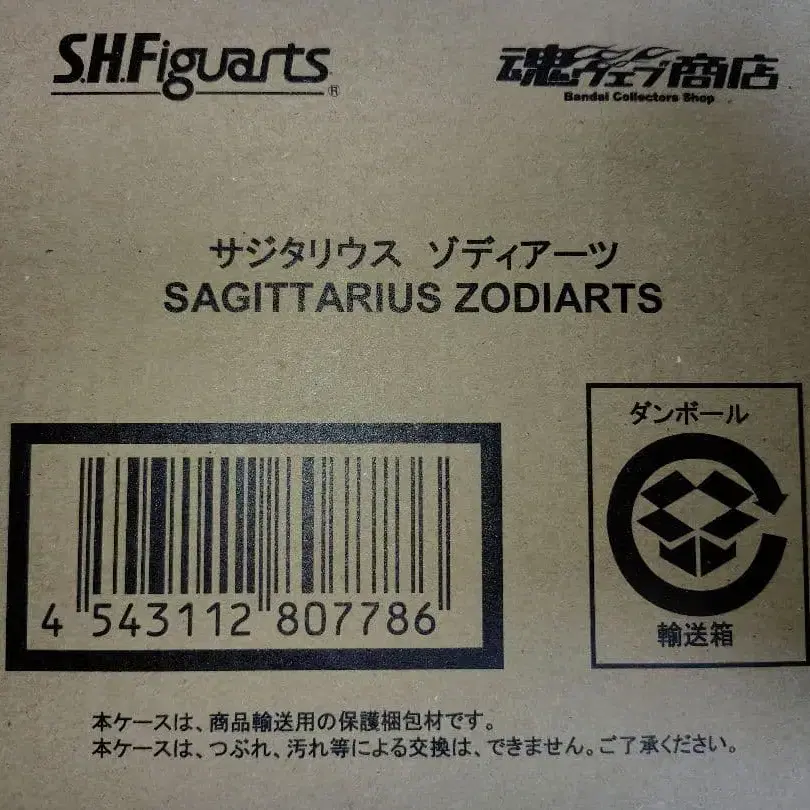 S.H.Figuarts®
魂ウェブ商店
Bandai Collectors Shop
サジタリウス ゾディアーツ
SAGITTARIUS ZODIARTS
ダンボール
輸送箱
4 543112 807786
本ケースは、商品輸送用の保護梱包材です。
本ケースは、つぶれ、汚れ等による交換は、できません。ご了承ください。